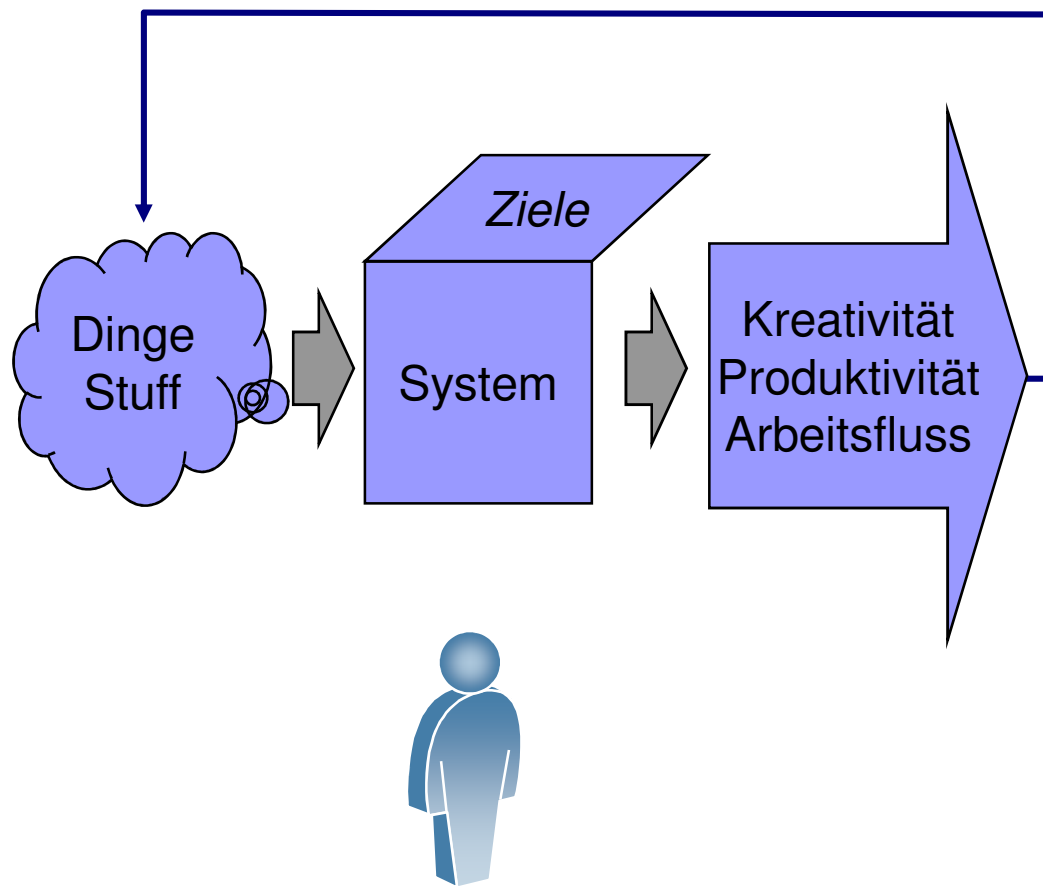 Ziele
Dinge
Stuff
System
Kreativität
Produktivität
Arbeitsfluss